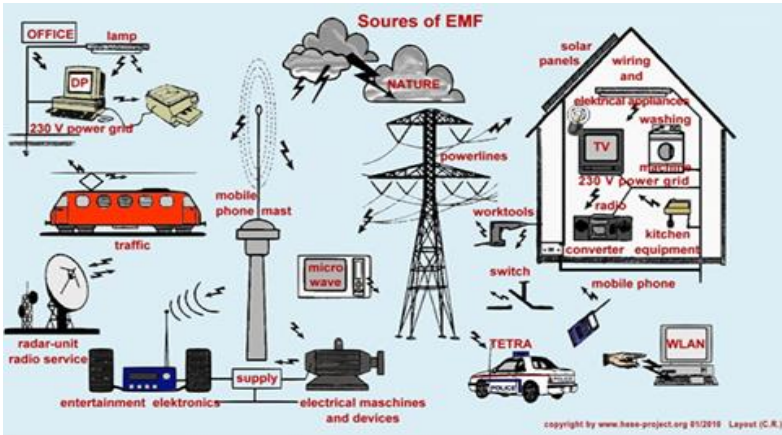 Soures of EMF
OFFICE
lamp
DP
230 V power grid
NATURE
solar
panels
wiring
and
elektrical appliances
washing
machine
TV
230 V power grid
radio
converter
kitchen
equipment
powerlines
mobile
phone mast
traffic
worktools
micro
wave
switch
mobile phone
radar-unit
radio service
TETRA
POLICE
WLAN
supply
entertainment elektronics
electrical maschines
and devices
copyright by www.hese-project.org 01/2010 Layout (C.R.)